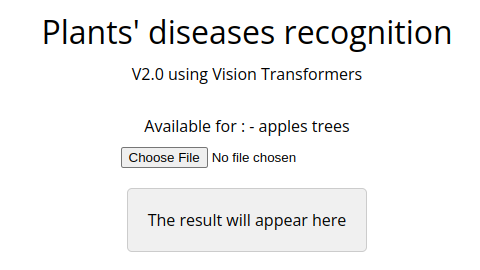 Plants' diseases recognition
V2.0 using Vision Transformers
Available for : - apples trees
Choose File No file chosen
The result will appear here